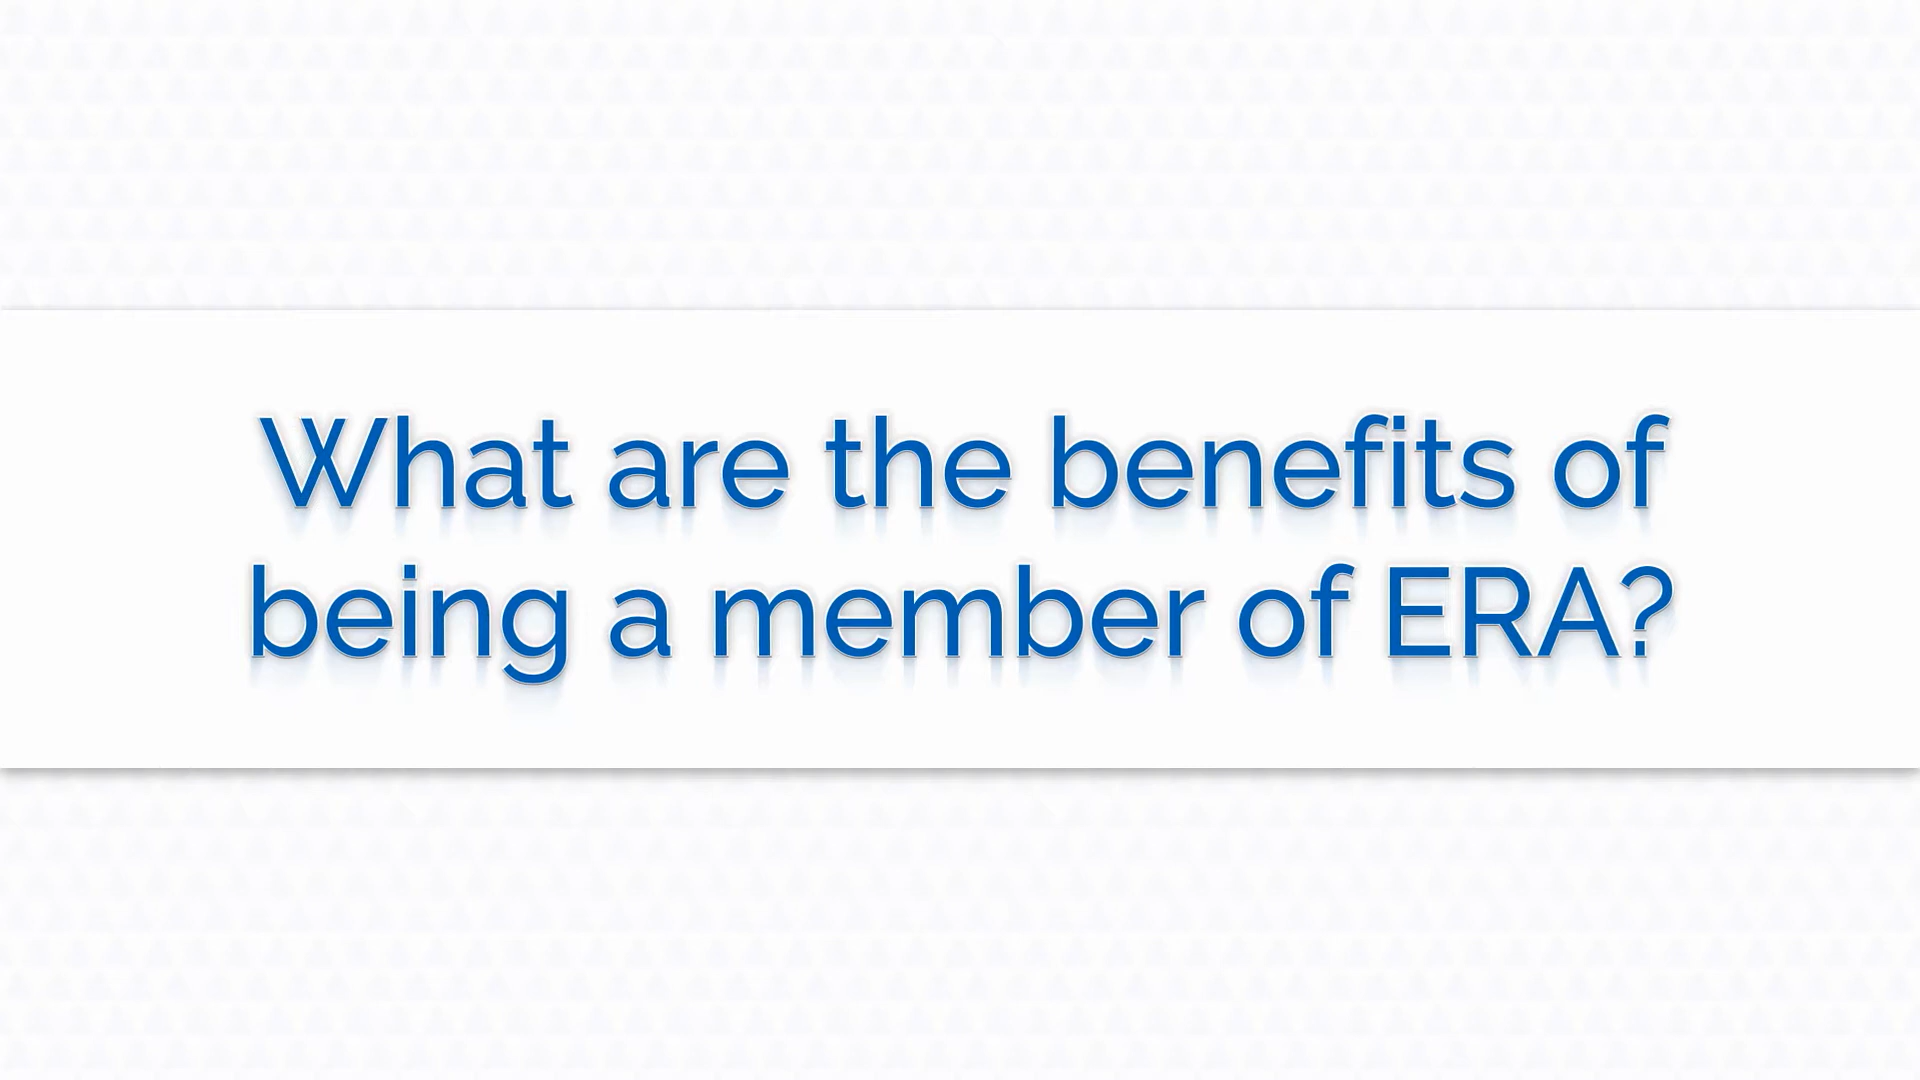 What are the benefits of
being a member of ERA?